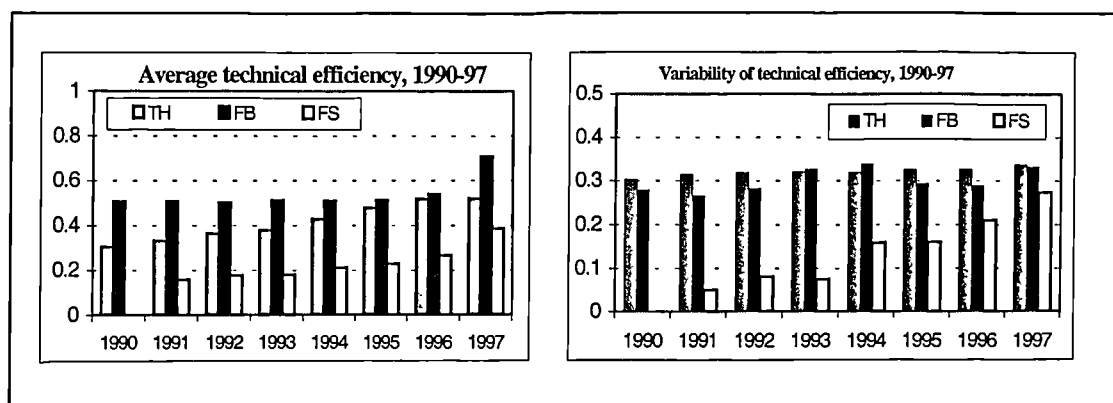 Average technical efficiency, 1990-97
1
TH FB FS
0.8
0.6
0.4
0.2
0
1990 1991 1992 1993 1994 1995 1996 1997
Variability of technical efficiency, 1990-97
0.5
TH FB FS
0.4
0.3
0.2
0.1
0
1990 1991 1992 1993 1994 1995 1996 1997